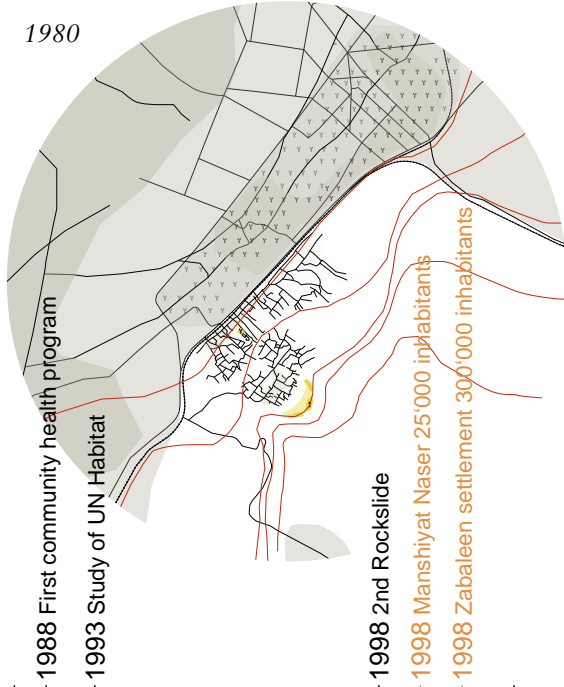 1980
1988 First community health program
1993 Study of UN Habitat
1998 2nd Rockslide
1998 Manshiyat Naser 25'000 inhabitants
1998 Zabaleen settlement 300'000 inhabitants